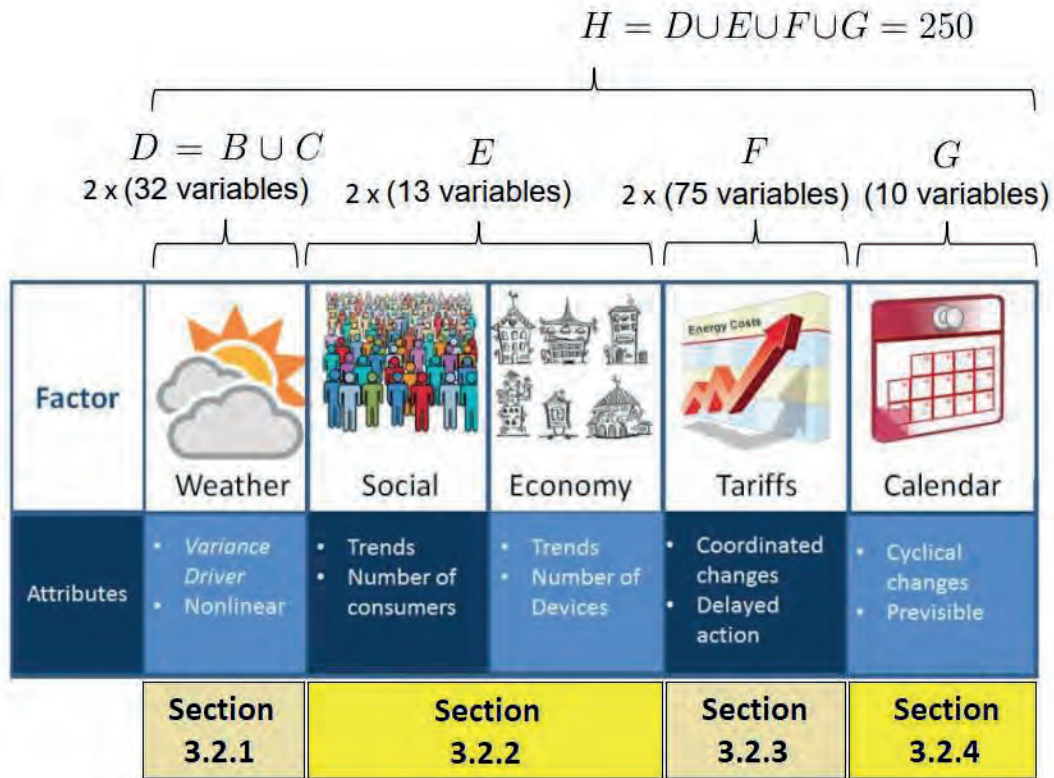 H = D∪E∪F∪G = 250
D = B ∪ C
2 x (32 variables)
E
2 x (13 variables)
F
2 x (75 variables)
G
(10 variables)
Factor
Weather
Social
Economy
Energy Costs
Tariffs
Calendar
Attributes
• Variance
Driver
• Nonlinear
• Trends
• Number of
consumers
• Trends
• Number of
Devices
• Coordinated
changes
• Delayed
action
• Cyclical
changes
• Previsible
Section
3.2.1
Section
3.2.2
Section
3.2.3
Section
3.2.4